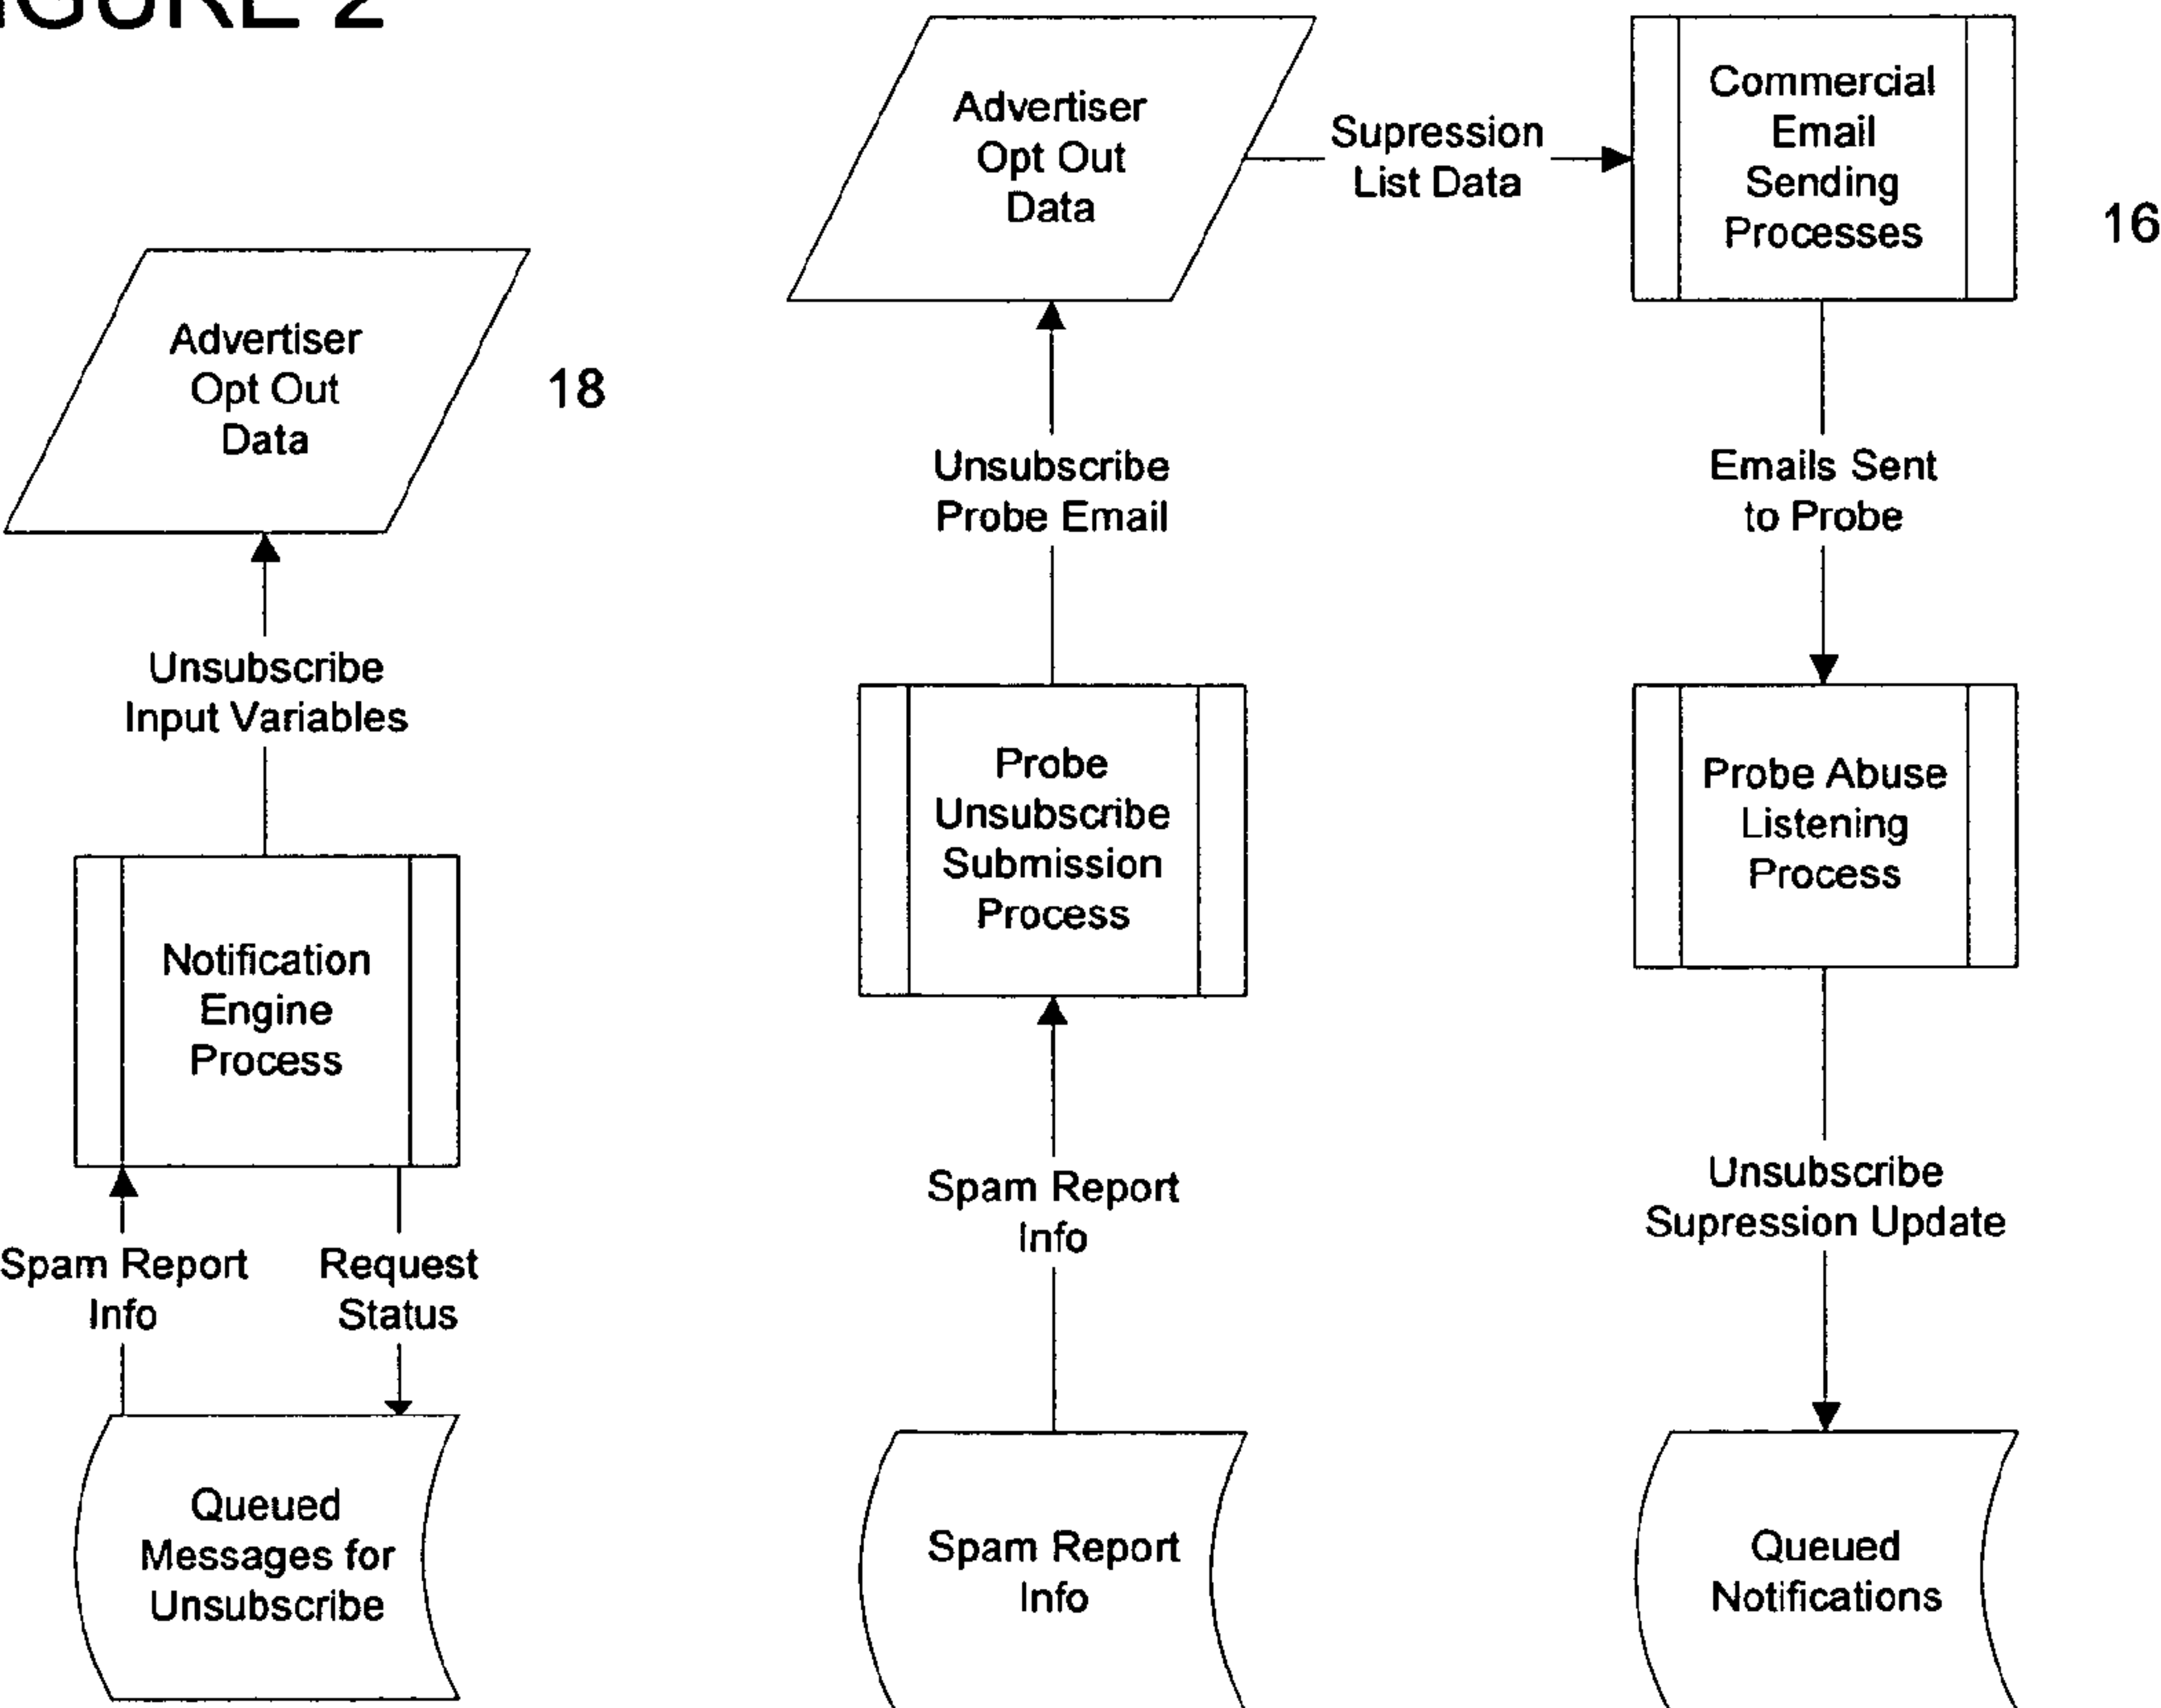 FIGURE 2
Advertiser
Opt Out
Data
18
Unsubscribe
Input Variables
Notification
Engine
Process
Spam Report
Info
Request
Status
Queued
Messages for
Unsubscribe
Advertiser
Opt Out
Data
Supression
List Data
Commercial
Email
Sending
Processes
16
Unsubscribe
Probe Email
Emails Sent
to Probe
Probe
Unsubscribe
Submission
Process
Probe Abuse
Listening
Process
Spam Report
Info
Unsubscribe
Supression Update
Spam Report
Info
Queued
Notifications